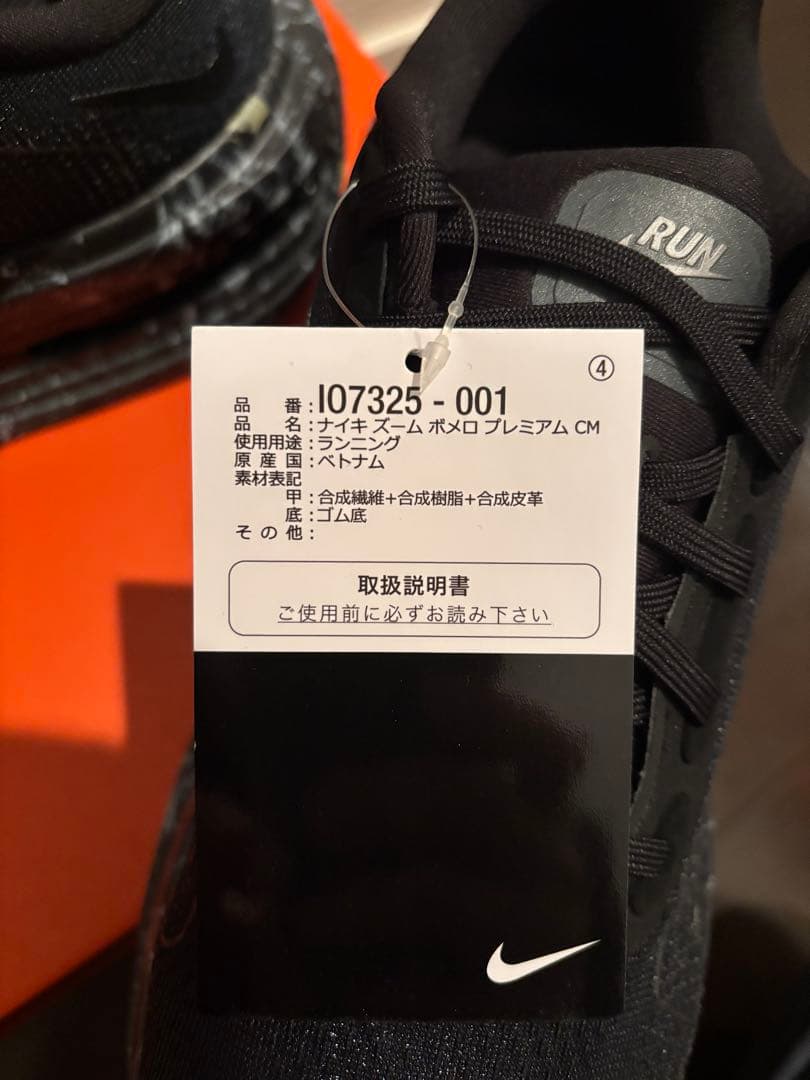 RUN
④
品番:IO7325 - 001
品名:ナイキ ズーム ボメロ プレミアム CM
使用用途:ランニング
原産国:ベトナム
素材表記
甲:合成繊維+合成樹脂+合成皮革
底:ゴム底
その他:
取扱説明書
ご使用前に必ずお読み下さい